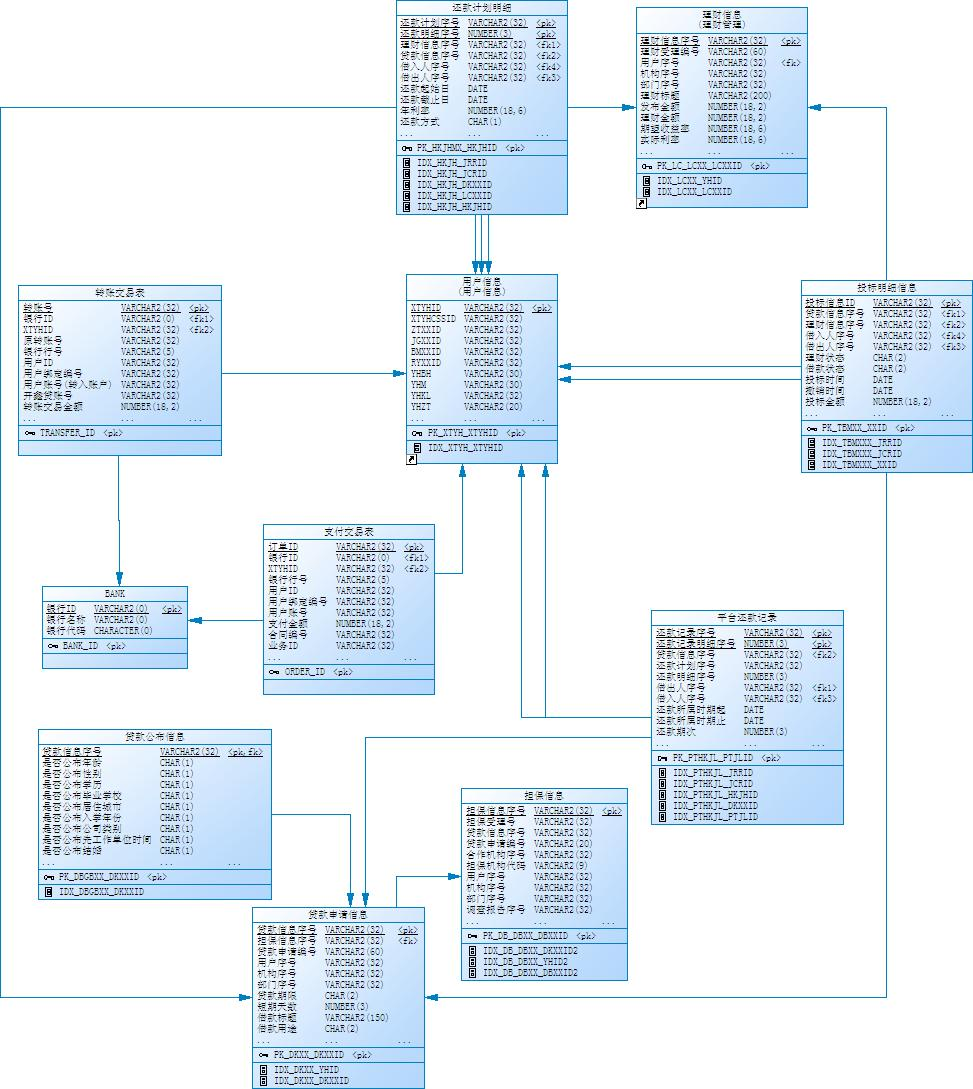 还款计划明细
还款计划序号 VARCHAR2(32) <pk>
还款明细序号 NUMBER(3) <pk>
理财信息序号 VARCHAR2(32) <fk1>
贷款信息序号 VARCHAR2(32) <fk2>
借入人序号 VARCHAR2(32) <fk4>
借出人序号 VARCHAR2(32) <fk3>
还款起始日 DATE
还款截止日 DATE
年利率 NUMBER(18,6)
还款方式 CHAR(1)
... ... ...
PK_HKJHMX_HKJHID <pk>
IDX_HKJH_JRRID
IDX_HKJH_JCRID
IDX_HKJH_DKXXID
IDX_HKJH_LCXXID
IDX_HKJH_HKJHID
理财信息
(理财管理)
理财信息序号 VARCHAR2(32) <pk>
理财受理编号 VARCHAR2(60)
用户序号 VARCHAR2(32) <fk>
机构序号 VARCHAR2(32)
部门序号 VARCHAR2(32)
理财标题 VARCHAR2(200)
发布金额 NUMBER(18,2)
理财金额 NUMBER(18,2)
期望收益率 NUMBER(18,6)
实际利率 NUMBER(18,6)
... ... ...
PK_LC_LCXX_LCXXID <pk>
IDX_LCXX_YHID
IDX_LCXX_LCXXID
转账交易表
转账号 VARCHAR2(32) <pk>
银行ID VARCHAR2(0) <fk1>
XTYHID VARCHAR2(32) <fk2>
原转账号 VARCHAR2(32)
银行行号 VARCHAR2(5)
用户ID VARCHAR2(32)
用户绑定编号 VARCHAR2(32)
用户账号(转入账户) VARCHAR2(32)
开鑫贷账号 VARCHAR2(32)
转账交易金额 NUMBER(18,2)
... ... ...
TRANSFER_ID <pk>
用户信息
(用户信息)
XTYHID VARCHAR2(32) <pk>
XTYHCSSID VARCHAR2(32)
ZTXXID VARCHAR2(32)
JGXXID VARCHAR2(32)
BMXXID VARCHAR2(32)
RYXXID VARCHAR2(32)
YHBH VARCHAR2(30)
YHM VARCHAR2(30)
YHKL VARCHAR2(32)
YHZT VARCHAR2(20)
... ... ...
PK_XTYH_XTYHID <pk>
IDX_XTYH_XTYHID
投标明细信息
投标信息ID VARCHAR2(32) <pk>
贷款信息序号 VARCHAR2(32) <fk1>
理财信息序号 VARCHAR2(32) <fk2>
借入人序号 VARCHAR2(32) <fk4>
借出人序号 VARCHAR2(32) <fk3>
理财状态 CHAR(2)
借款状态 CHAR(2)
投标时间 DATE
撤销时间 DATE
投标金额 NUMBER(18,2)
... ... ...
PK_TBMXX_XXID <pk>
IDX_TBMXXX_JRRID
IDX_TBMXXX_JCRID
IDX_TBMXXX_XXID
支付交易表
订单ID VARCHAR2(32) <pk>
银行ID VARCHAR2(0) <fk1>
XTYHID VARCHAR2(32) <fk2>
银行行号 VARCHAR2(5)
用户ID VARCHAR2(32)
用户绑定编号 VARCHAR2(32)
用户账号 VARCHAR2(32)
支付金额 NUMBER(18,2)
合同编号 VARCHAR2(32)
业务ID VARCHAR2(32)
... ... ...
ORDER_ID <pk>
BANK
银行ID VARCHAR2(0) <pk>
银行名称 VARCHAR2(0)
银行代码 CHARACTER(0)
BANK_ID <pk>
平台还款记录
还款记录序号 VARCHAR2(32) <pk>
还款记录明细序号 NUMBER(3) <pk>
贷款信息序号 VARCHAR2(32) <fk2>
还款计划序号 VARCHAR2(32)
还款明细序号 NUMBER(3)
借出人序号 VARCHAR2(32) <fk1>
借入人序号 VARCHAR2(32) <fk3>
还款所属时期起 DATE
还款所属时期止 DATE
还款期次 NUMBER(3)
... ... ...
PK_PTHKJL_PTJLID <pk>
IDX_PTHKJL_JRRID
IDX_PTHKJL_JCRID
IDX_PTHKJL_HKJHID
IDX_PTHKJL_DKXXID
IDX_PTHKJL_PTJLID
贷款公布信息
贷款信息序号 VARCHAR2(32) <pk,fk>
是否公布年龄 CHAR(1)
是否公布性别 CHAR(1)
是否公布学历 CHAR(1)
是否公布毕业学校 CHAR(1)
是否公布居住城市 CHAR(1)
是否公布入学年份 CHAR(1)
是否公布公司类别 CHAR(1)
是否公布先工作单位时间 CHAR(1)
是否公布结婚 CHAR(1)
... ... ...
PK_DBGBXX_DKXXID <pk>
IDX_DBGBXX_DKXXID
担保信息
担保信息序号 VARCHAR2(32) <pk>
担保受理号 VARCHAR2(32)
贷款信息序号 VARCHAR2(32)
贷款申请编号 VARCHAR2(20)
合作机构序号 VARCHAR2(32)
担保机构代码 VARCHAR2(9)
用户序号 VARCHAR2(32)
机构序号 VARCHAR2(32)
部门序号 VARCHAR2(32)
调查报告序号 VARCHAR2(32)
... ... ...
PK_DB_DBXX_DBXXID <pk>
IDX_DB_DBXX_DKXXID2
IDX_DB_DBXX_YHID2
IDX_DB_DBXX_DBXXID2
贷款申请信息
贷款信息序号 VARCHAR2(32) <pk>
担保信息序号 VARCHAR2(32) <fk>
贷款申请编号 VARCHAR2(60)
用户序号 VARCHAR2(32)
机构序号 VARCHAR2(32)
部门序号 VARCHAR2(32)
贷款期限 CHAR(2)
短期天数 NUMBER(3)
借款标题 VARCHAR2(150)
借款用途 CHAR(2)
... ... ...
PK_DKXX_DKXXID <pk>
IDX_DKXX_YHID
IDX_DKXX_DKXXID